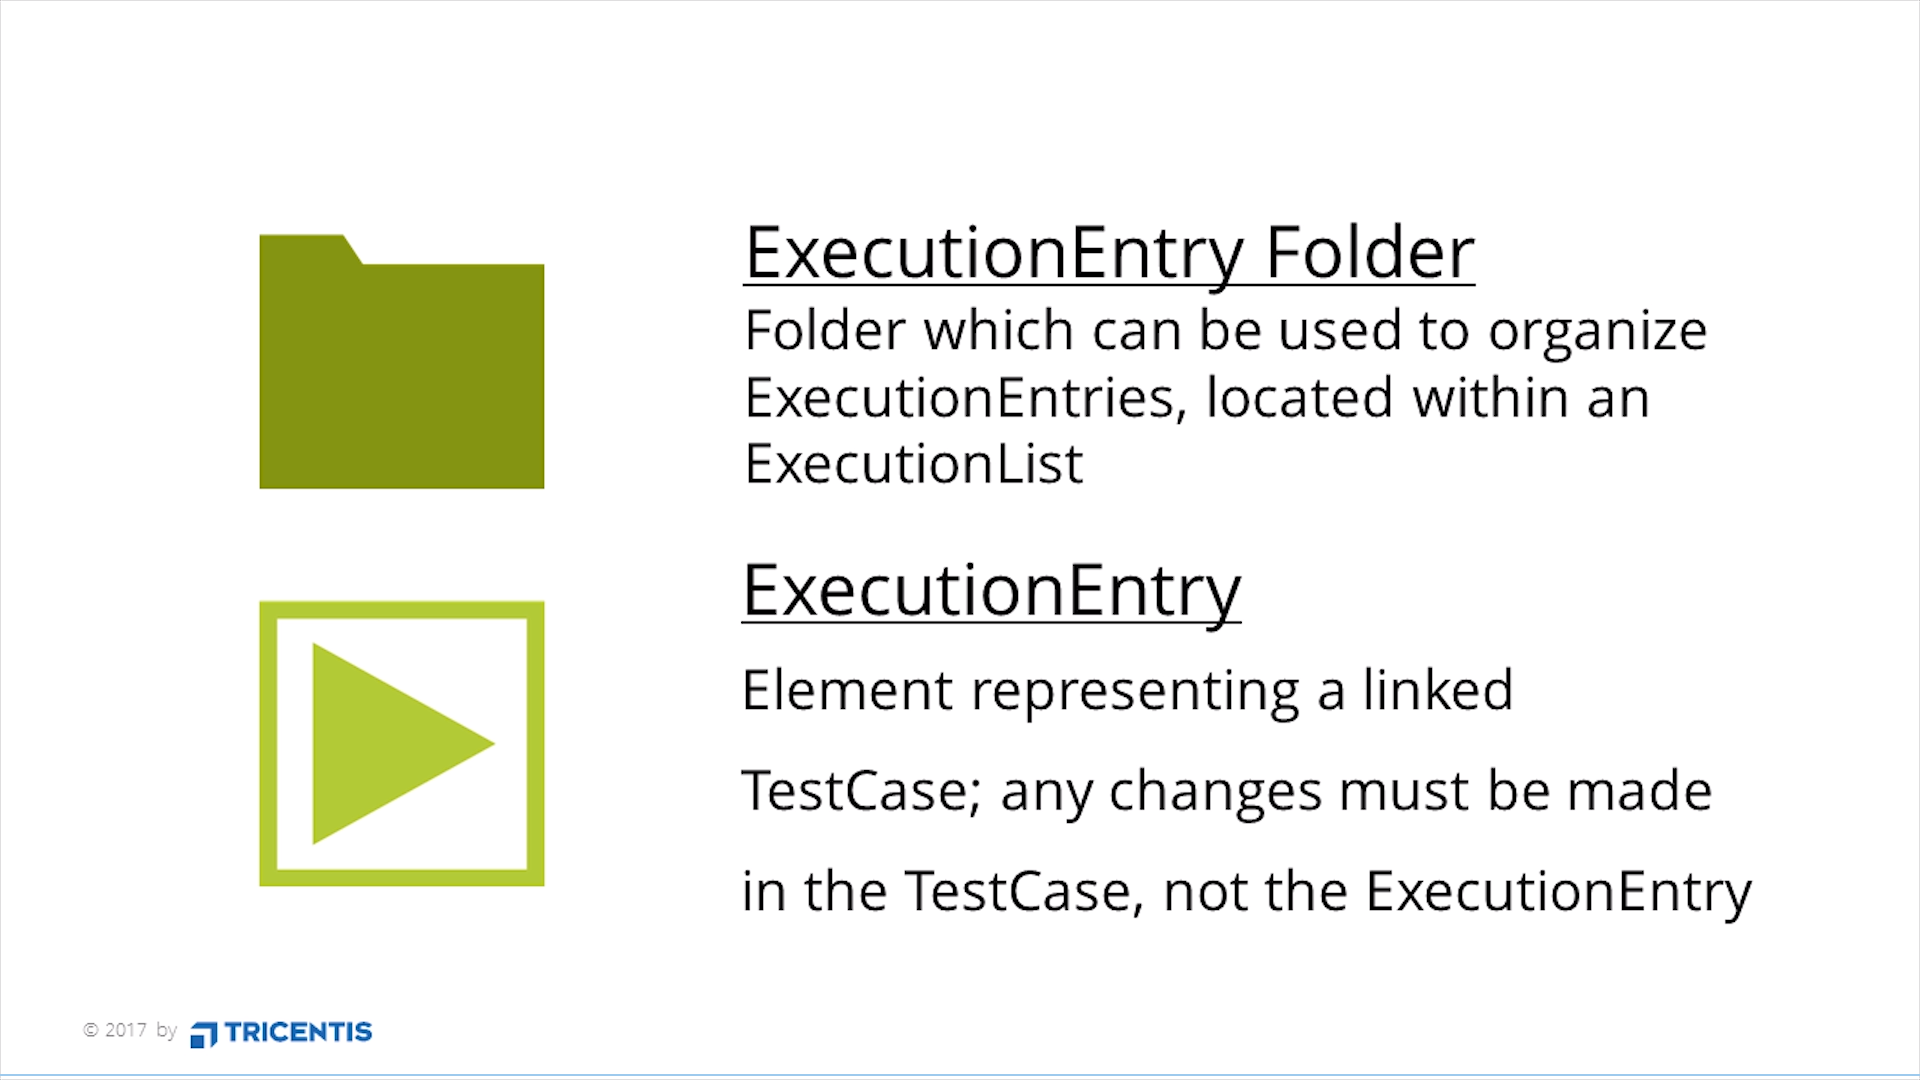 ExecutionEntry Folder
Folder which can be used to organize
ExecutionEntries, located within an
ExecutionList
ExecutionEntry
Element representing a linked
TestCase; any changes must be made
in the TestCase, not the ExecutionEntry
© 2017 by TRICENTIS